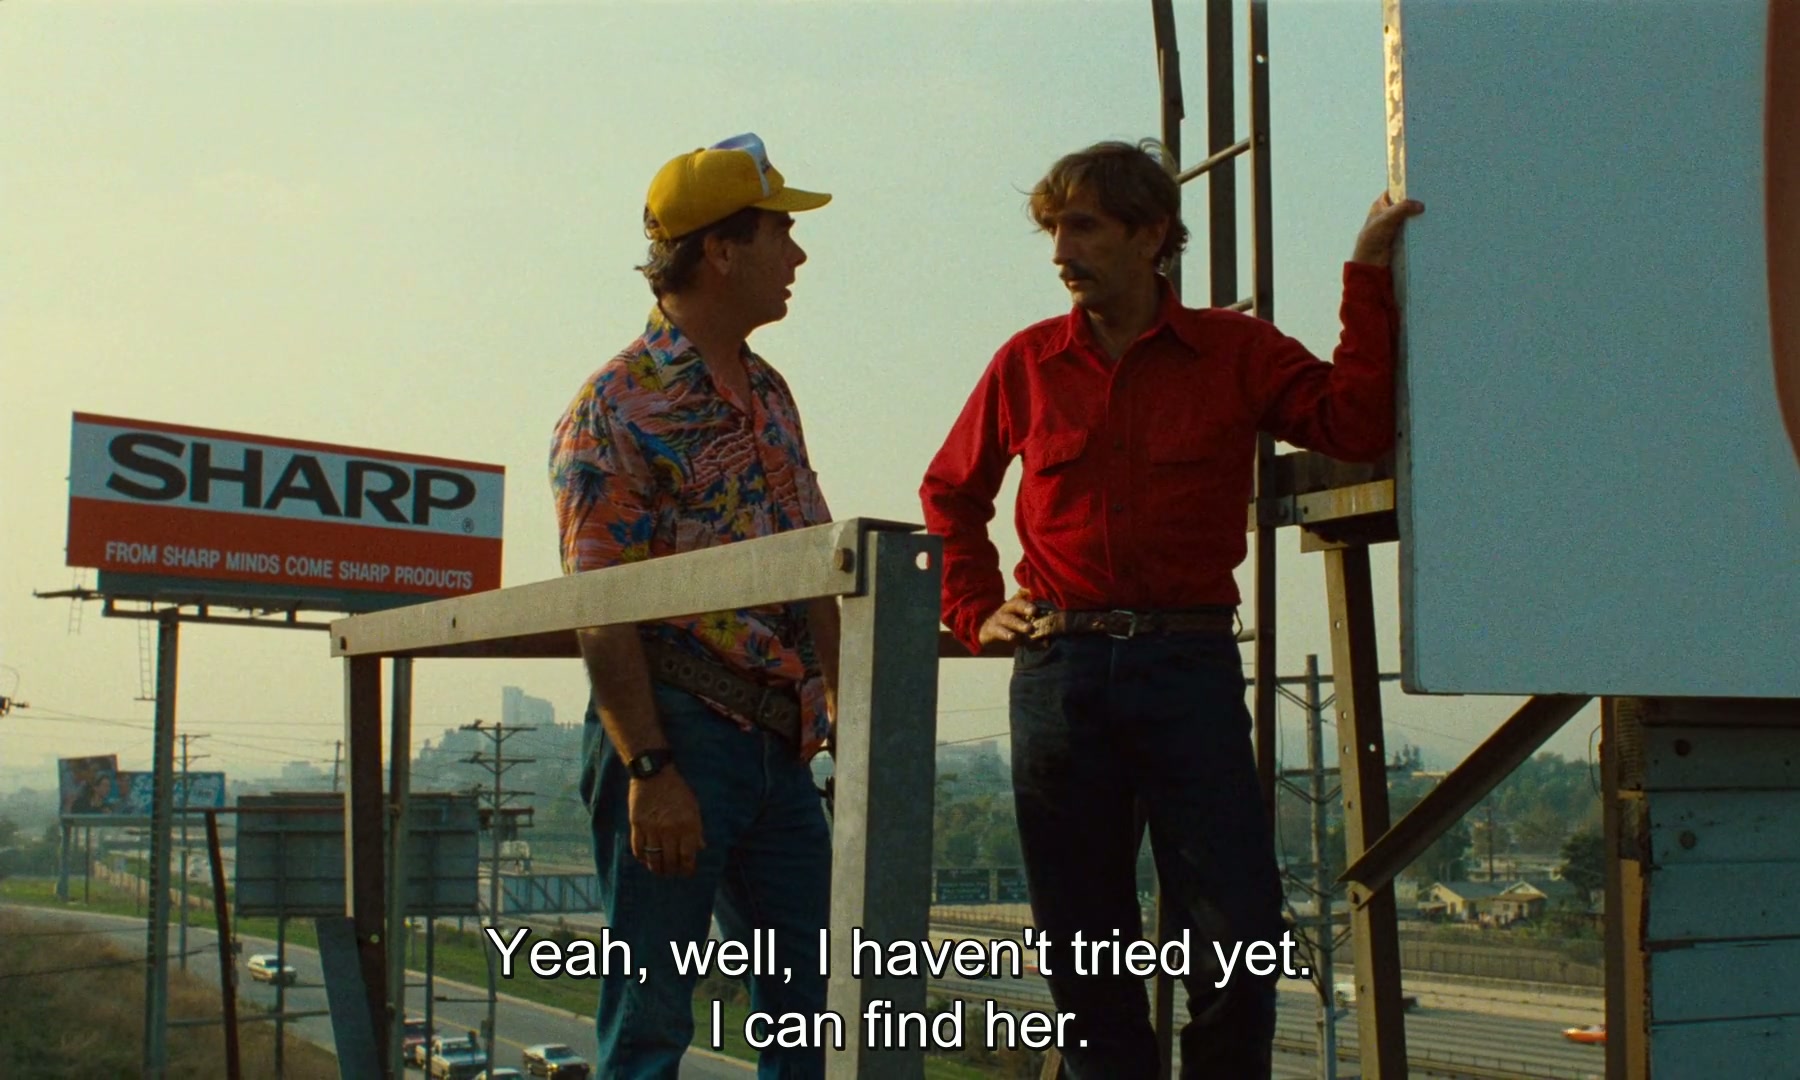 SHARP
®
FROM SHARP MINDS COME SHARP PRODUCTS
Yeah, well, I haven't tried yet.
I can find her.